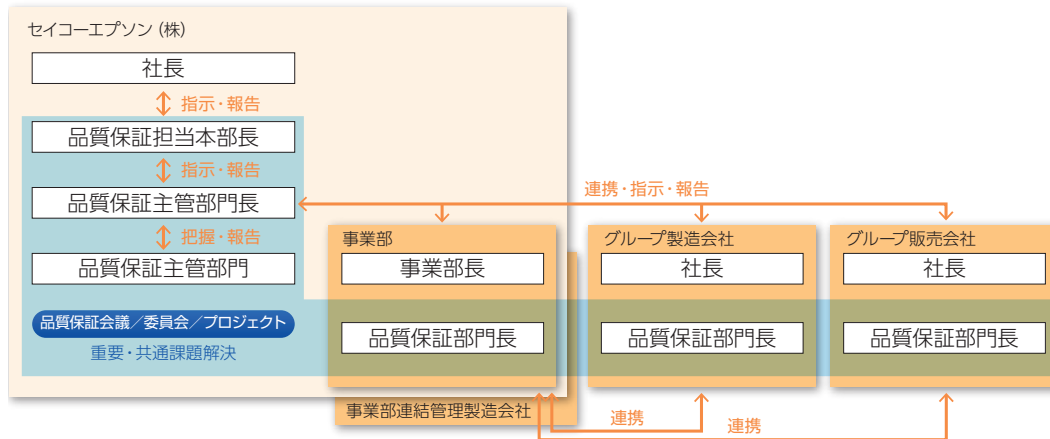 セイコーエプソン (株)
社長
指示・報告
品質保証担当本部長
指示・報告
品質保証主管部門長
連携・指示・報告
把握・報告
品質保証主管部門
事業部
事業部長
グループ製造会社
社長
グループ販売会社
社長
品質保証会議／委員会／プロジェクト
重要・共通課題解決
品質保証部門長
品質保証部門長
品質保証部門長
事業部連結管理製造会社
連携
連携